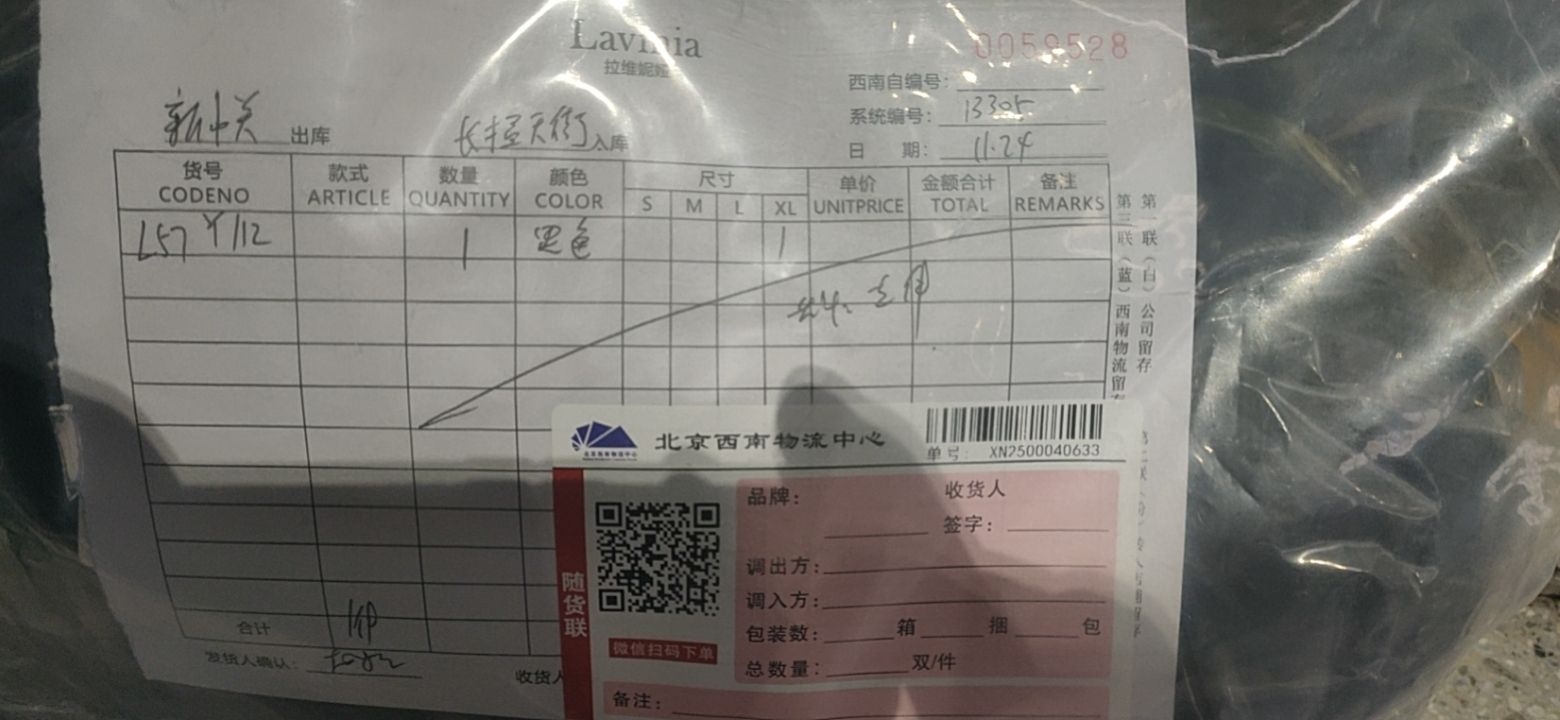 Lavinia
拉维妮娅
0059528
西南自编号：
系统编号：13305
日 期：11.24
新中关 出库 长楹天街 入库
货号 款式 数量 颜色 尺寸 单价 金额合计 备注
CODENO ARTICLE QUANTITY COLOR S M L XL UNITPRICE TOTAL REMARKS
L57Y112 1 黑色 1
第一联（白）公司留存
第三联（蓝）西南物流留存
北京西南物流中心
单号： XN2500040633
随货联
微信扫码下单
品牌：
收货人
签字：
调出方：
调入方：
包装数： 箱 捆 包
总数量： 双/件
备注：
合计 1件
发货人确认：
收货人